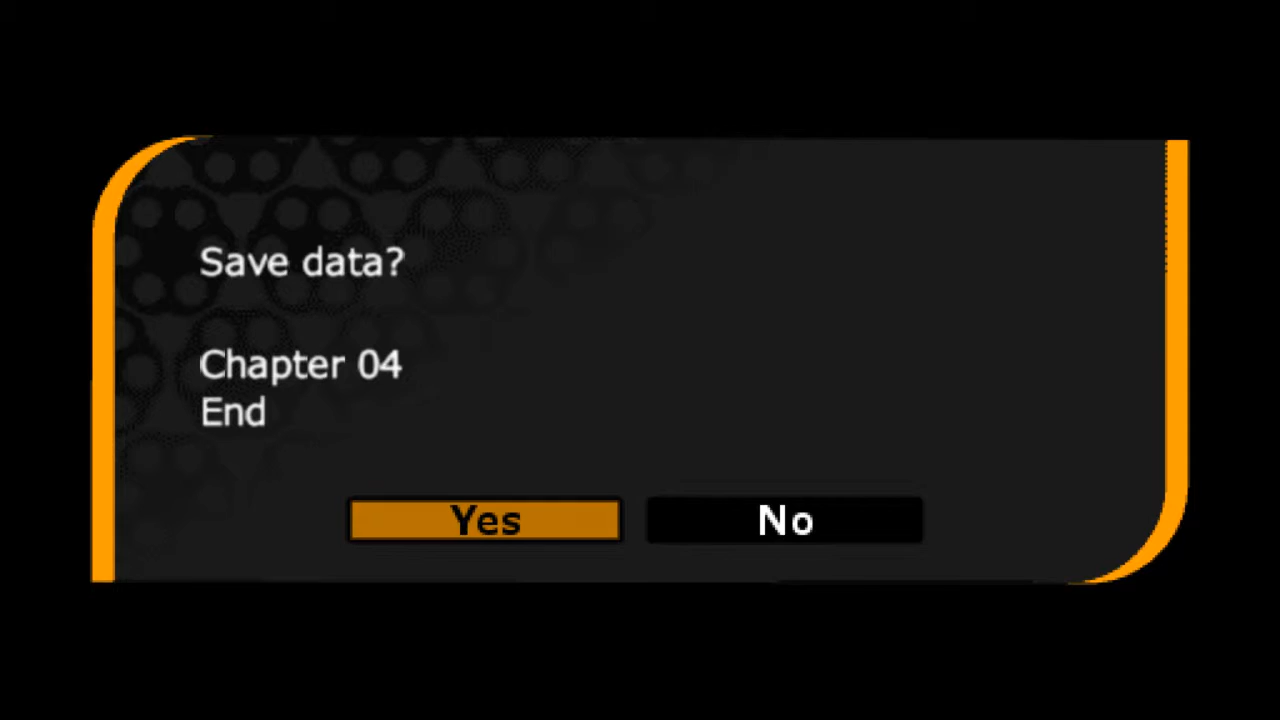 Save data?
Chapter 04
End
Yes No